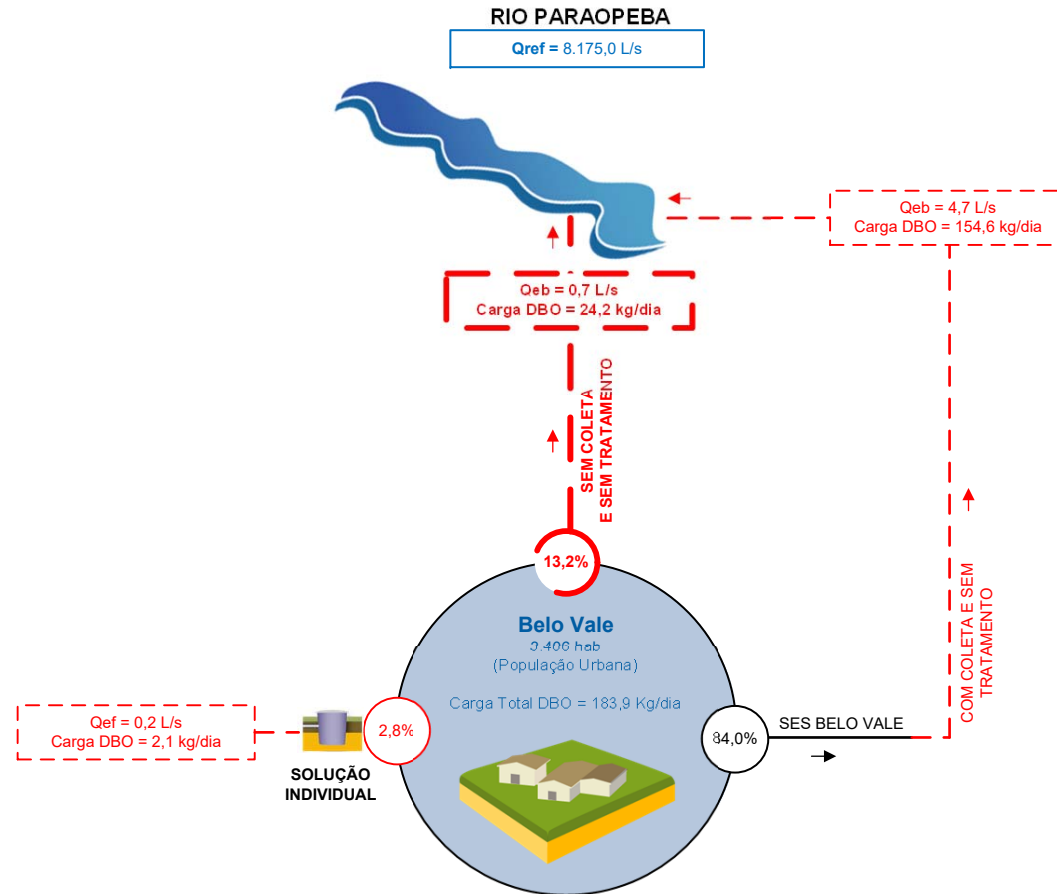 RIO PARAOPEBA
Qref = 8.175,0 L/s
Qeb = 4,7 L/s
Carga DBO = 154,6 kg/dia
Qeb = 0,7 L/s
Carga DBO = 24,2 kg/dia
SEM COLETA
E SEM TRATAMENTO
COM COLETA E SEM
TRATAMENTO
13,2%
Belo Vale
hab
(População Urbana)
Carga Total DBO = 183,9 Kg/dia
Qef = 0,2 L/s
Carga DBO = 2,1 kg/dia
2,8%
SOLUÇÃO
INDIVIDUAL
84,0%
SES BELO VALE